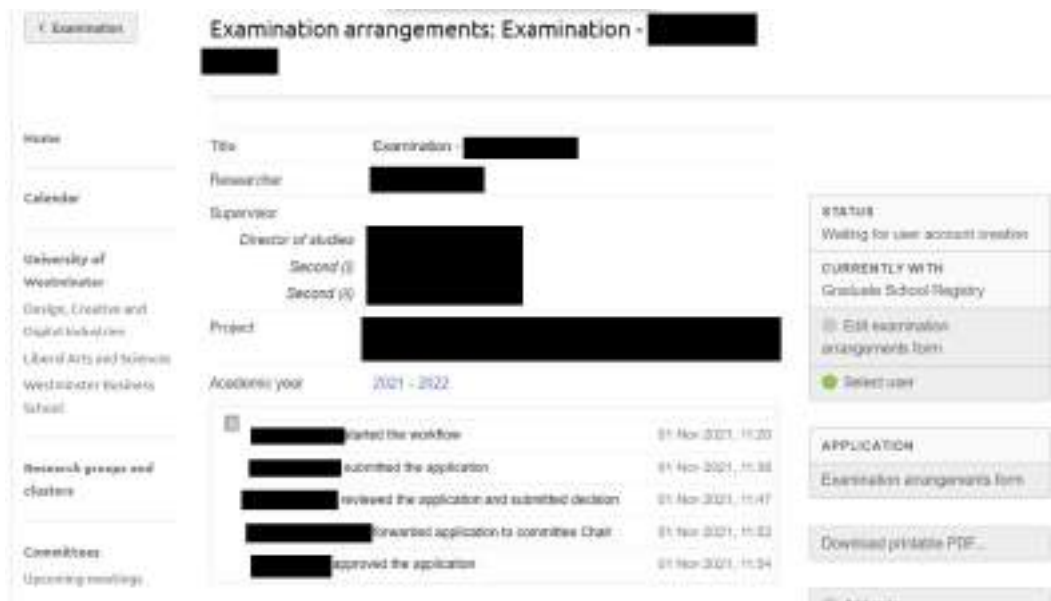 < Examination
Examination arrangements: Examination -
Home
Calendar
University of
Westminster
Design, Creative and
Digital Industries
Liberal Arts and Sciences
Westminster Business
School
Research groups and
clusters
Committees
Upcoming meetings
Title Examination -
Researcher
Supervisor
Director of studies
Second (i)
Second (ii)
Project
Academic year 2021 - 2022
started the workflow 01 Nov 2021, 11:20
submitted the application 01 Nov 2021, 11:38
reviewed the application and submitted decision 01 Nov 2021, 11:47
forwarded application to committee Chair 01 Nov 2021, 11:52
approved the application 01 Nov 2021, 11:54
STATUS
Waiting for user account creation
CURRENTLY WITH
Graduate School Registry
Edit examination
arrangements form
Select user
APPLICATION
Examination arrangements form
Download printable PDF...